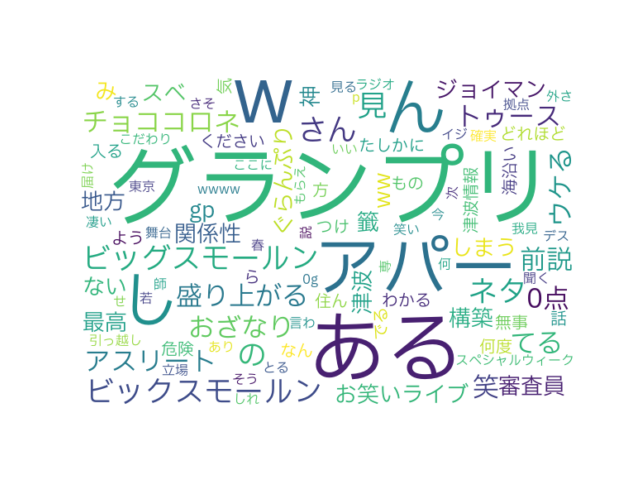 み
スベ
する
さそ
気
W
神
見
ん
見る
ラジオ
p
ジョイマン
拠点
外さ
トゥース
チョココロネ
さん
こだわり
ください
ぐらんぷり
たしかに
いい
イジ
確実
どれほど
入る
ここに
もらえ
届け
東京
グランプリ
wwww
ww
方
もの
次
津波情報
海沿い
ウケる
地方
gp
凄い
舞台
関係性
よう
春
説
つけ
籤
笑い
今
我見
デス
しまう
前説
ビッグスモールン
アパー
何
聞く
ない
せ
若
師
し
盛り上がる
ら
0g
住ん
津波
専
わかる
ネタ
0点
最高
おざなり
言わ
ある
でる
構築
無事
話
てる
引っ越し
危険
あり
の
なん
何度
アスリート
立場
そう
とる
スペシャルウィーク
ビックスモールン
しれ
お笑いライブ
笑審査員